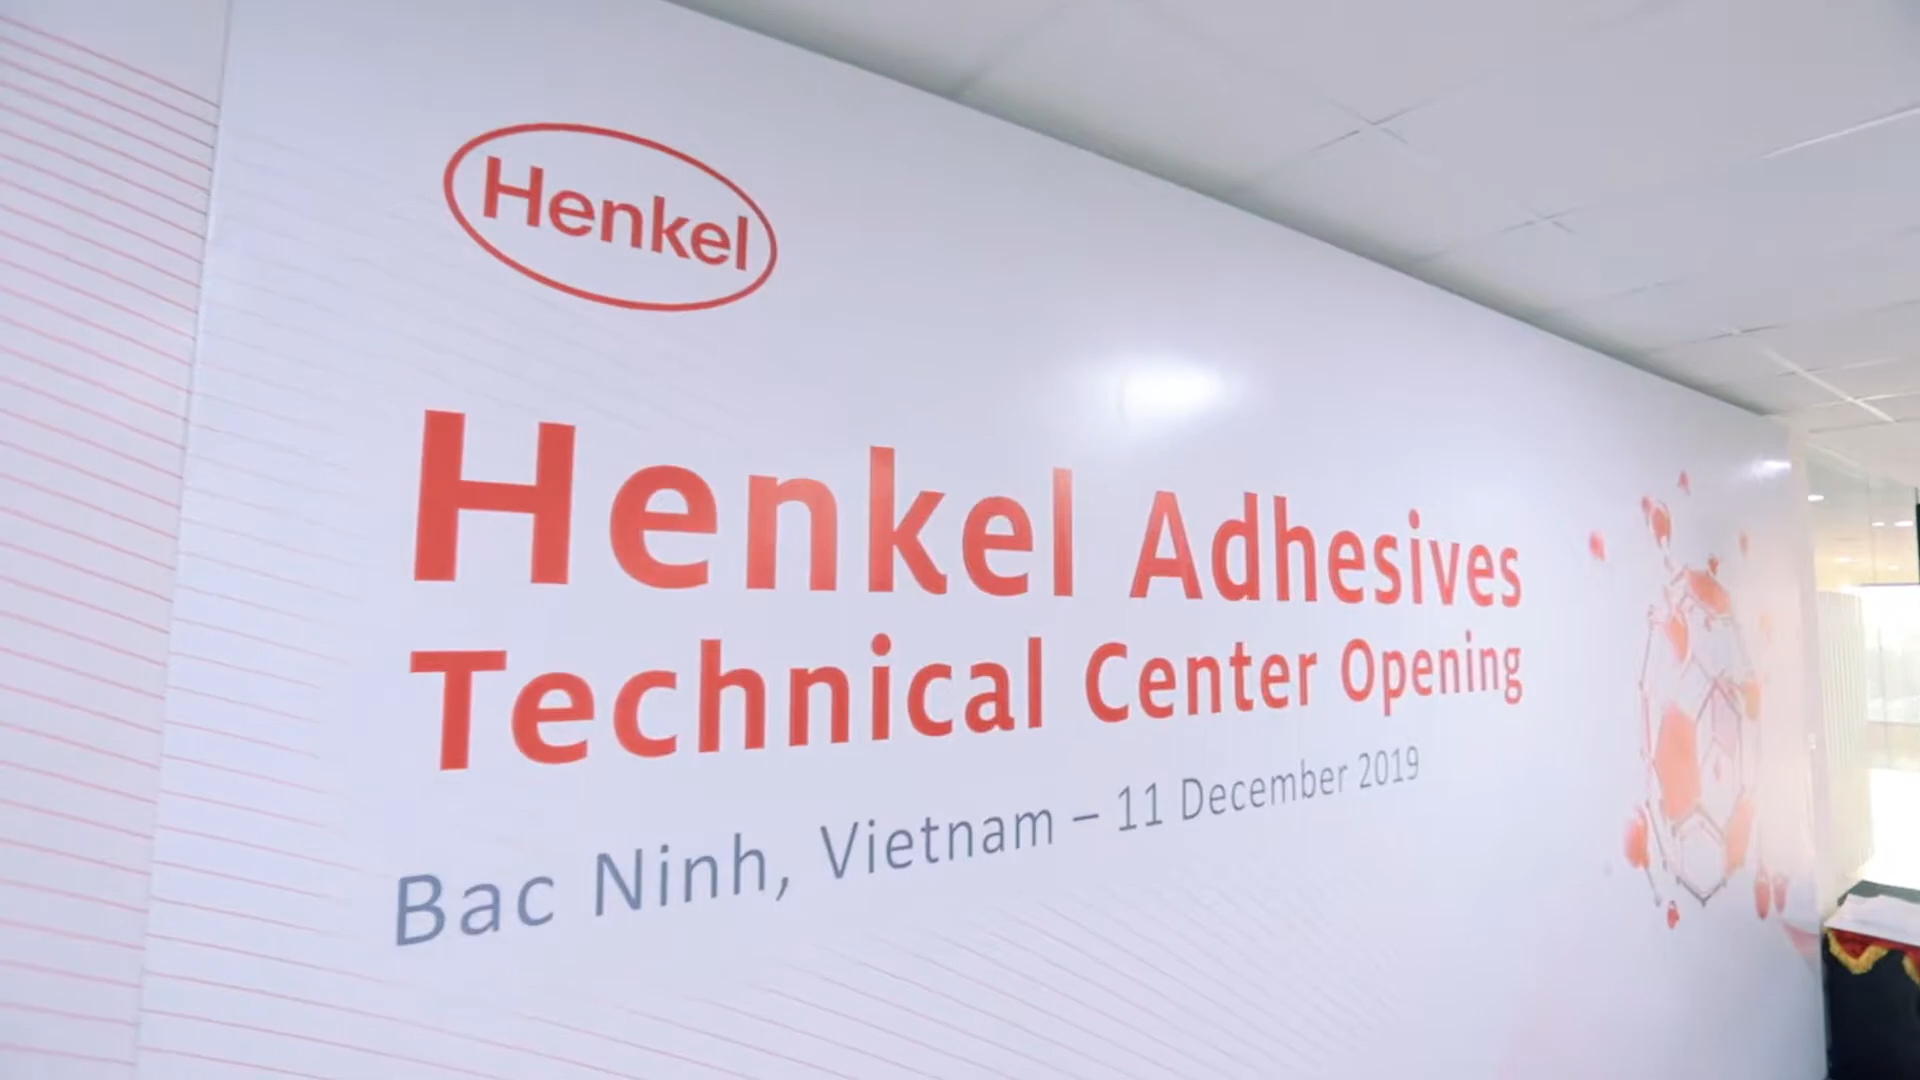 Henkel
Henkel Adhesives
Technical Center Opening
Bac Ninh, Vietnam – 11 December 2019